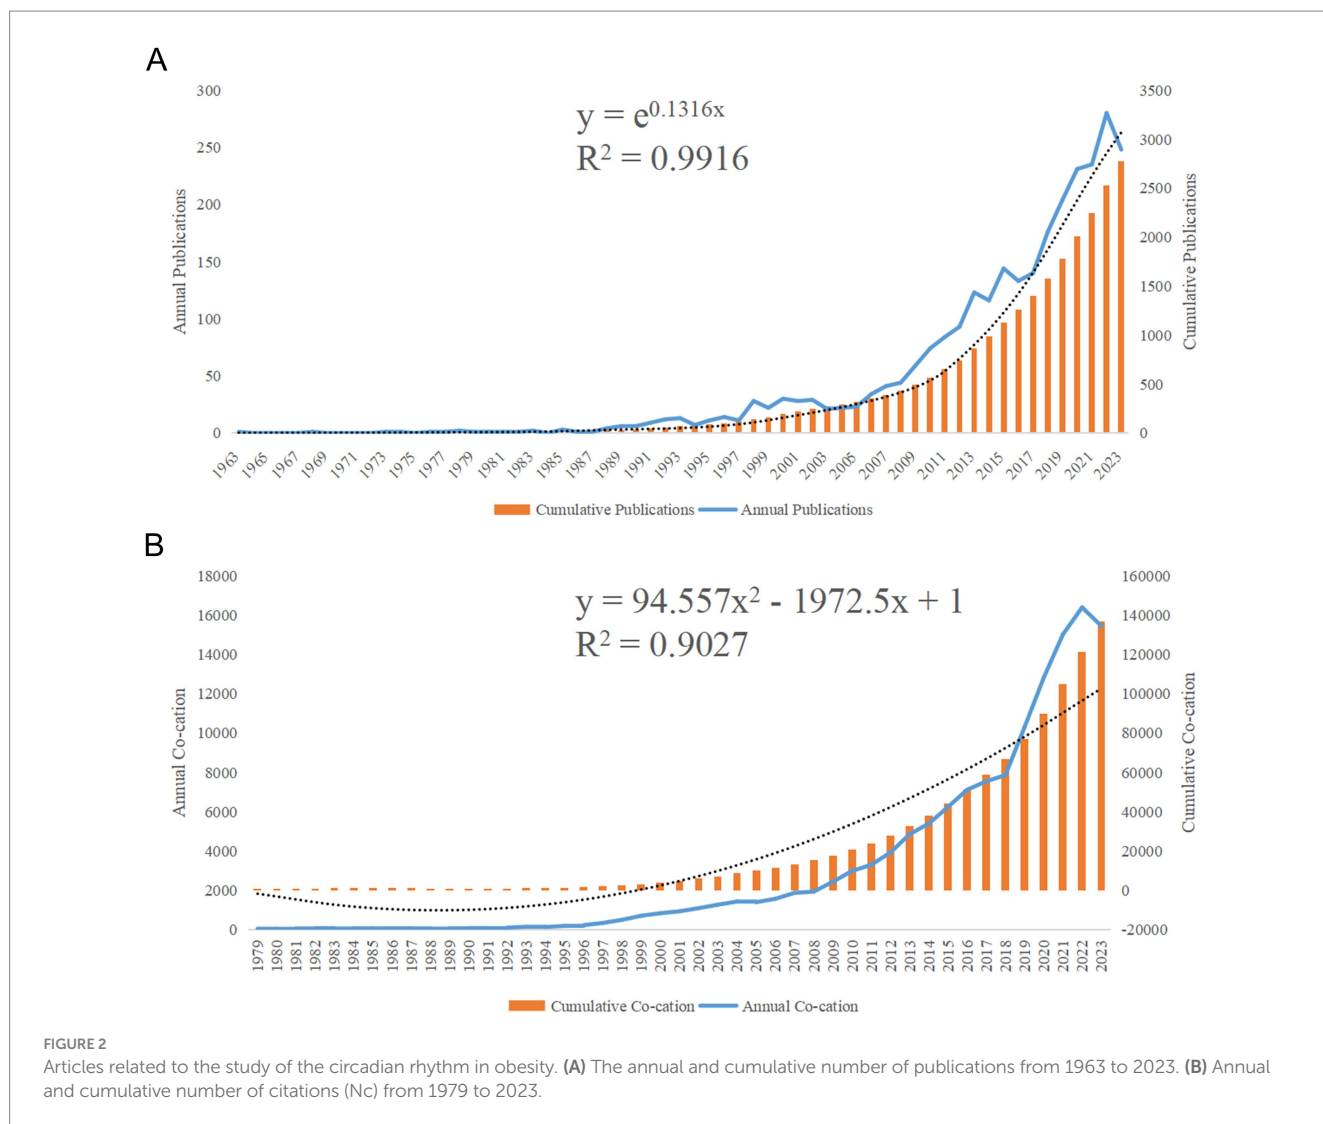 A
300
250
200
150
100
50
0
Annual Publications
y = e^0.1316x
R² = 0.9916
3500
3000
2500
2000
1500
1000
500
0
Cumulative Publications
1963 1965 1967 1969 1971 1973 1975 1977 1979 1981 1983 1985 1987 1989 1991 1993 1995 1997 1999 2001 2003 2005 2007 2009 2011 2013 2015 2017 2019 2021 2023
Cumulative Publications Annual Publications
B
18000
16000
14000
12000
10000
8000
6000
4000
2000
0
Annual Co-cation
y = 94.557x² - 1972.5x + 1
R² = 0.9027
160000
140000
120000
100000
80000
60000
40000
20000
0
-20000
Cumulative Co-cation
1979 1980 1981 1982 1983 1984 1985 1986 1987 1988 1989 1990 1991 1992 1993 1994 1995 1996 1997 1998 1999 2000 2001 2002 2003 2004 2005 2006 2007 2008 2009 2010 2011 2012 2013 2014 2015 2016 2017 2018 2019 2020 2021 2022 2023
Cumulative Co-cation Annual Co-cation
FIGURE 2
Articles related to the study of the circadian rhythm in obesity. (A) The annual and cumulative number of publications from 1963 to 2023. (B) Annual
and cumulative number of citations (Nc) from 1979 to 2023.